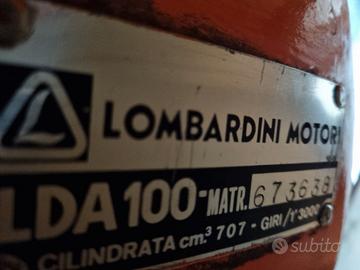 LOMBARDINI MOTORI
LDA 100-MATR. 673638
CILINDRATA cm.³ 707 - GIRI/1' 3000
subito